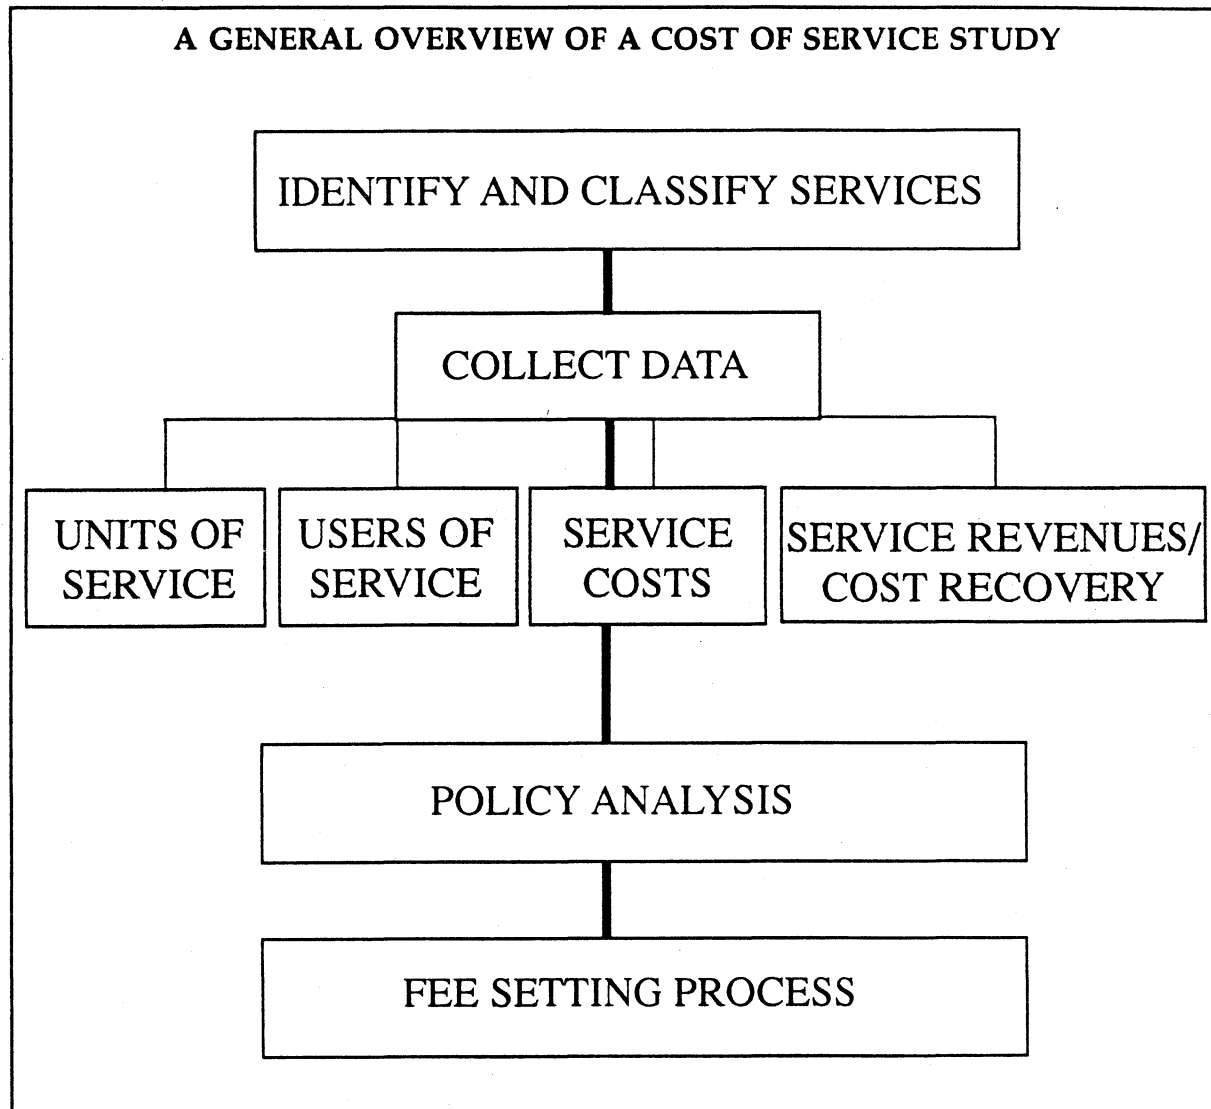 A GENERAL OVERVIEW OF A COST OF SERVICE STUDY
IDENTIFY AND CLASSIFY SERVICES
COLLECT DATA
UNITS OF
SERVICE
USERS OF
SERVICE
SERVICE
COSTS
SERVICE REVENUES/
COST RECOVERY
POLICY ANALYSIS
FEE SETTING PROCESS